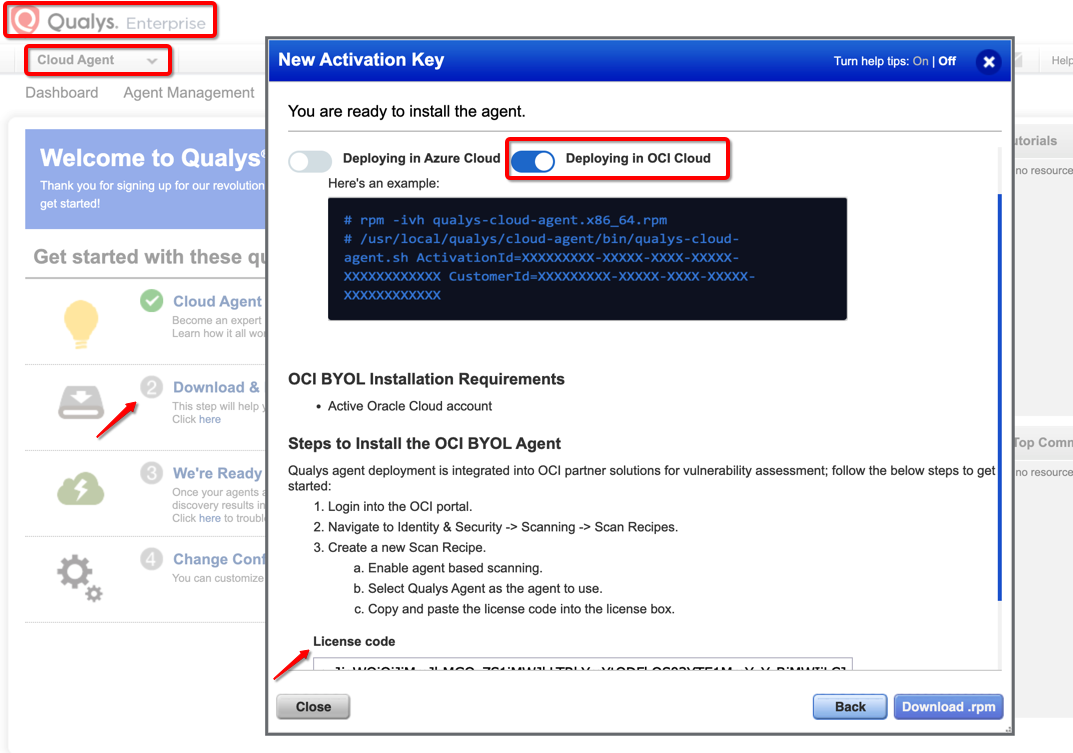 Qualys. Enterprise
Cloud Agent
Dashboard Agent Management
Help
Welcome to Qualys
Thank you for signing up for our revolution
get started!
Get started with these
Cloud Agent
Become an expert
Learn how it all
2 Download &
This step will help
Click here
3 We're Ready
Once your agents
discovery results in
Click here to
4 Change
You can customize
New Activation Key
Turn help tips: On | Off
You are ready to install the agent.
Deploying in Azure Cloud Deploying in OCI Cloud
Here's an example:
# rpm -ivh qualys-cloud-agent.x86_64.rpm
# /usr/local/qualys/cloud-agent/bin/qualys-cloud-
agent.sh ActivationId=XXXXXXXXX-XXXXX-XXXX-XXXXX-
XXXXXXXXXXXX CustomerId=XXXXXXXXX-XXXXX-XXXX-XXXXX-
XXXXXXXXXXXX
OCI BYOL Installation Requirements
• Active Oracle Cloud account
Steps to Install the OCI BYOL Agent
Qualys agent deployment is integrated into OCI partner solutions for vulnerability assessment; follow the below steps to get
started:
1. Login into the OCI portal.
2. Navigate to Identity & Security -> Scanning -> Scan Recipes.
3. Create a new Scan Recipe.
a. Enable agent based scanning.
b. Select Qualys Agent as the agent to use.
c. Copy and paste the license code into the license box.
License code
Close Back Download .rpm
no resource
Top
no resource